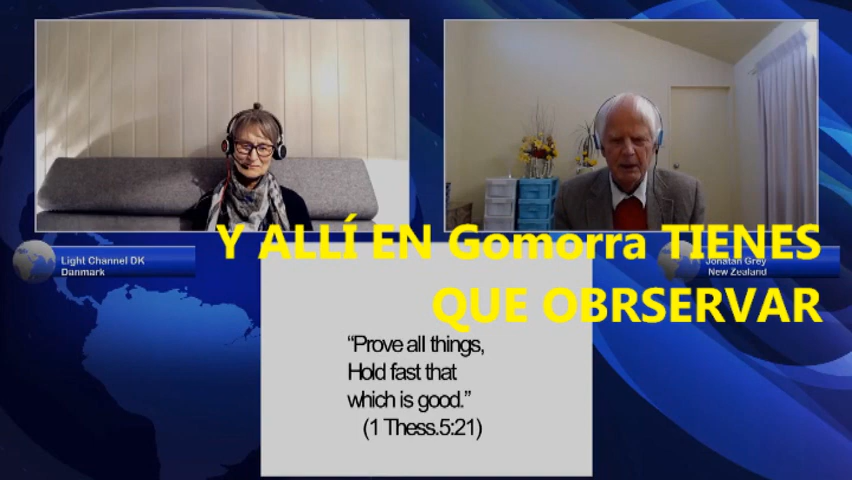 Y ALLÍ EN Gomorra TIENES
QUE OBRSERVAR
Light Channel DK
Danmark
Jonatan Grey
New Zealand
“Prove all things,
Hold fast that
which is good.”
(1 Thess.5:21)